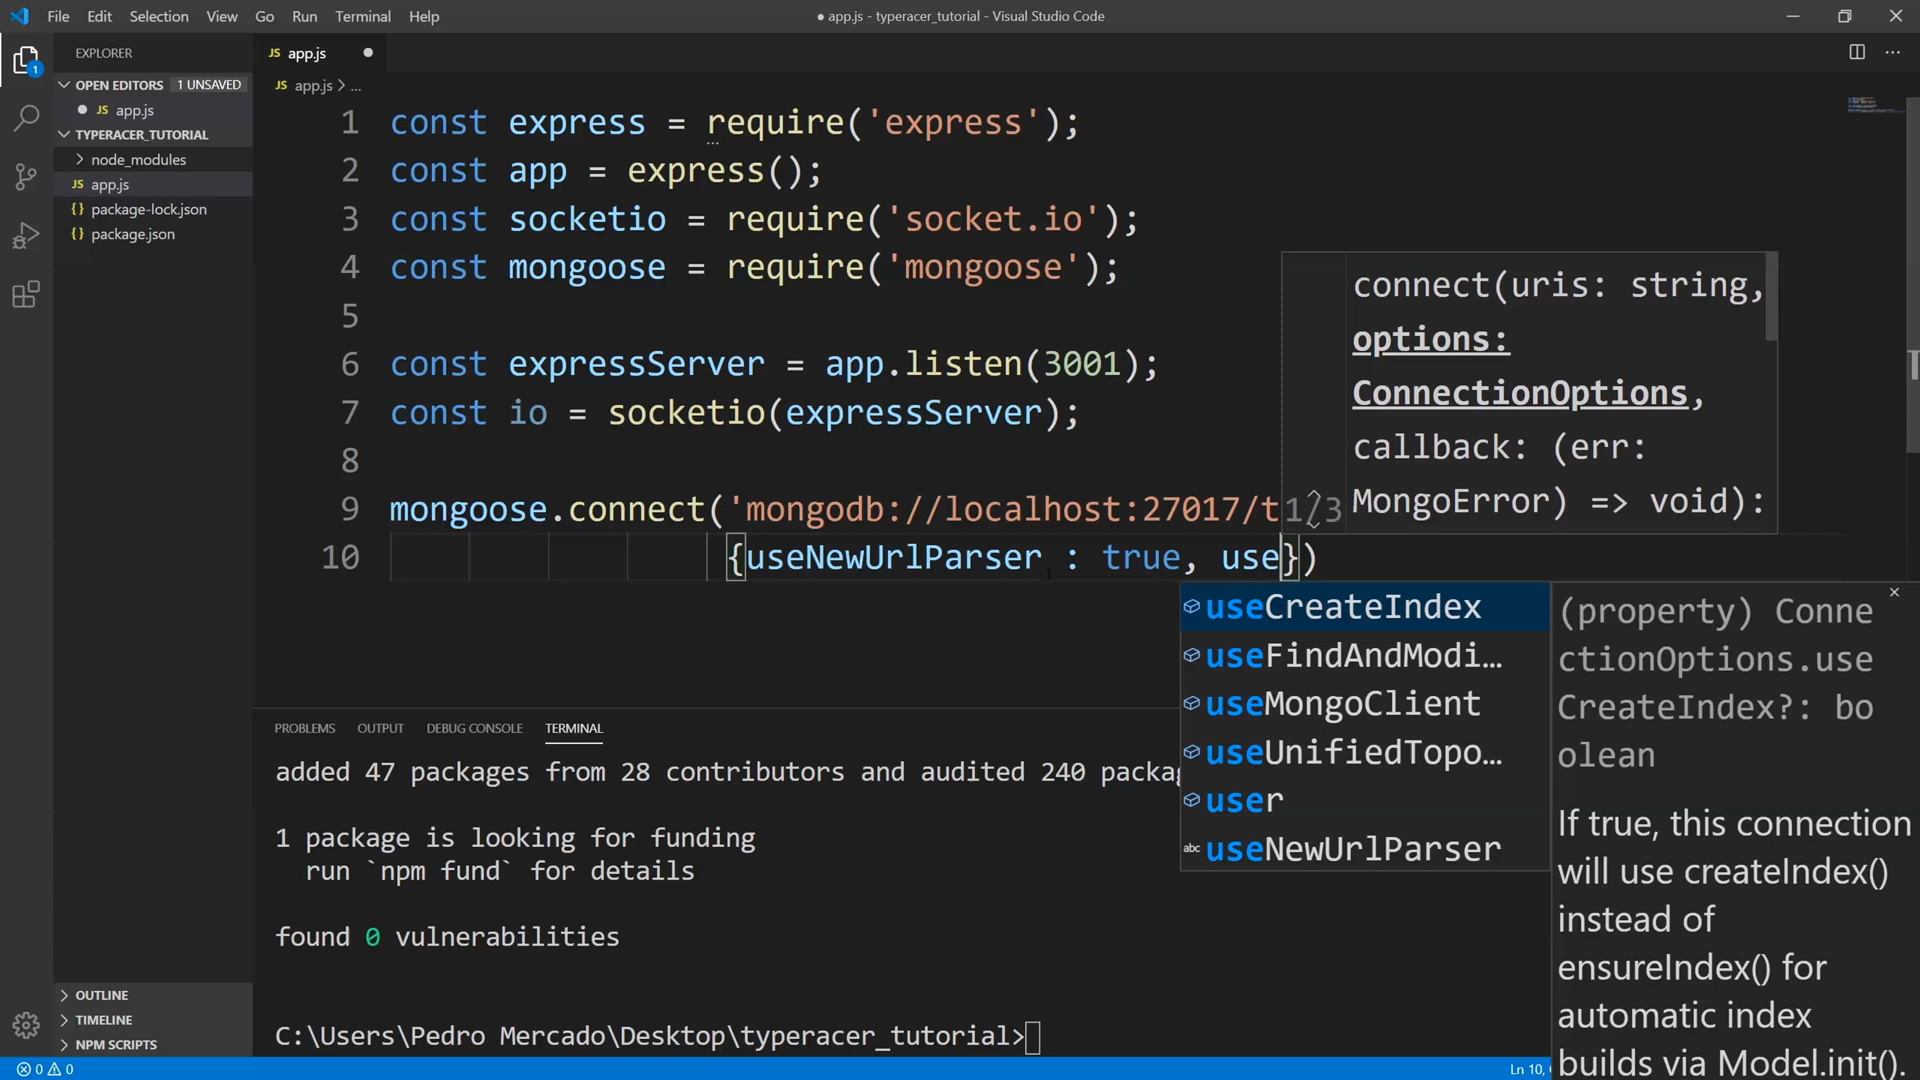 File Edit Selection View Go Run Terminal Help
● app.js - typeracer_tutorial - Visual Studio Code
1
EXPLORER
OPEN EDITORS 1 UNSAVED
JS app.js
TYPERACER_TUTORIAL
node_modules
JS app.js
{} package-lock.json
{} package.json
OUTLINE
TIMELINE
NPM SCRIPTS
JS app.js
JS app.js > ...
1 const express = require('express');
2 const app = express();
3 const socketio = require('socket.io');
4 const mongoose = require('mongoose');
5
6 const expressServer = app.listen(3001);
7 const io = socketio(expressServer);
8
9 mongoose.connect('mongodb://localhost:27017/t
10 {useNewUrlParser : true, use})
1/3
connect(uris: string,
options:
ConnectionOptions,
callback: (err:
MongoError) => void):
useCreateIndex
useFindAndModi...
useMongoClient
useUnifiedTopo...
user
abc useNewUrlParser
(property) Conne
ctionOptions.use
CreateIndex?: bo
olean
If true, this connection
will use createIndex()
instead of
ensureIndex() for
automatic index
builds via Model.init().
PROBLEMS OUTPUT DEBUG CONSOLE TERMINAL
added 47 packages from 28 contributors and audited 240 packag
1 package is looking for funding
run `npm fund` for details
found 0 vulnerabilities
C:\Users\Pedro Mercado\Desktop\typeracer_tutorial>
0 0
Ln 10,